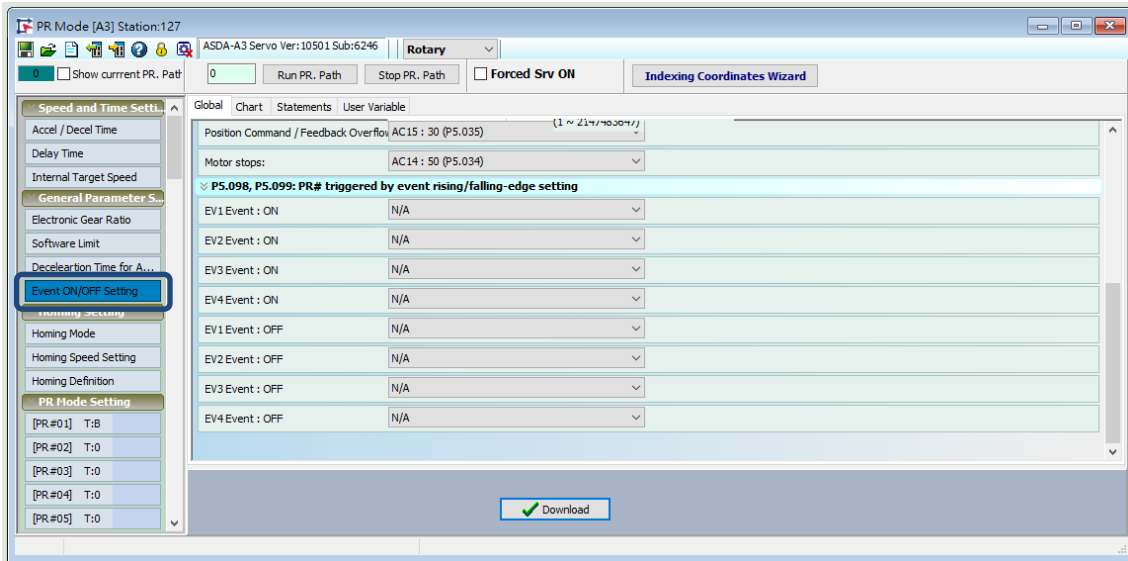 PR Mode [A3] Station:127
ASDA-A3 Servo Ver:10501 Sub:6246
Rotary
0
Show currrent PR. Path
0
Run PR. Path
Stop PR. Path
Forced Srv ON
Indexing Coordinates Wizard
Speed and Time Setti...
Accel / Decel Time
Delay Time
Internal Target Speed
General Parameter S...
Electronic Gear Ratio
Software Limit
Deceleartion Time for A...
Event ON/OFF Setting
Homing Setting
Homing Mode
Homing Speed Setting
Homing Definition
PR Mode Setting
[PR#01] T:B
[PR#02] T:0
[PR#03] T:0
[PR#04] T:0
[PR#05] T:0
Global Chart Statements User Variable
(1 ~ 2147483647)
Position Command / Feedback Overflow AC15 : 30 (P5.035)
Motor stops: AC14 : 50 (P5.034)
P5.098, P5.099: PR# triggered by event rising/falling-edge setting
EV1 Event : ON N/A
EV2 Event : ON N/A
EV3 Event : ON N/A
EV4 Event : ON N/A
EV1 Event : OFF N/A
EV2 Event : OFF N/A
EV3 Event : OFF N/A
EV4 Event : OFF N/A
Download